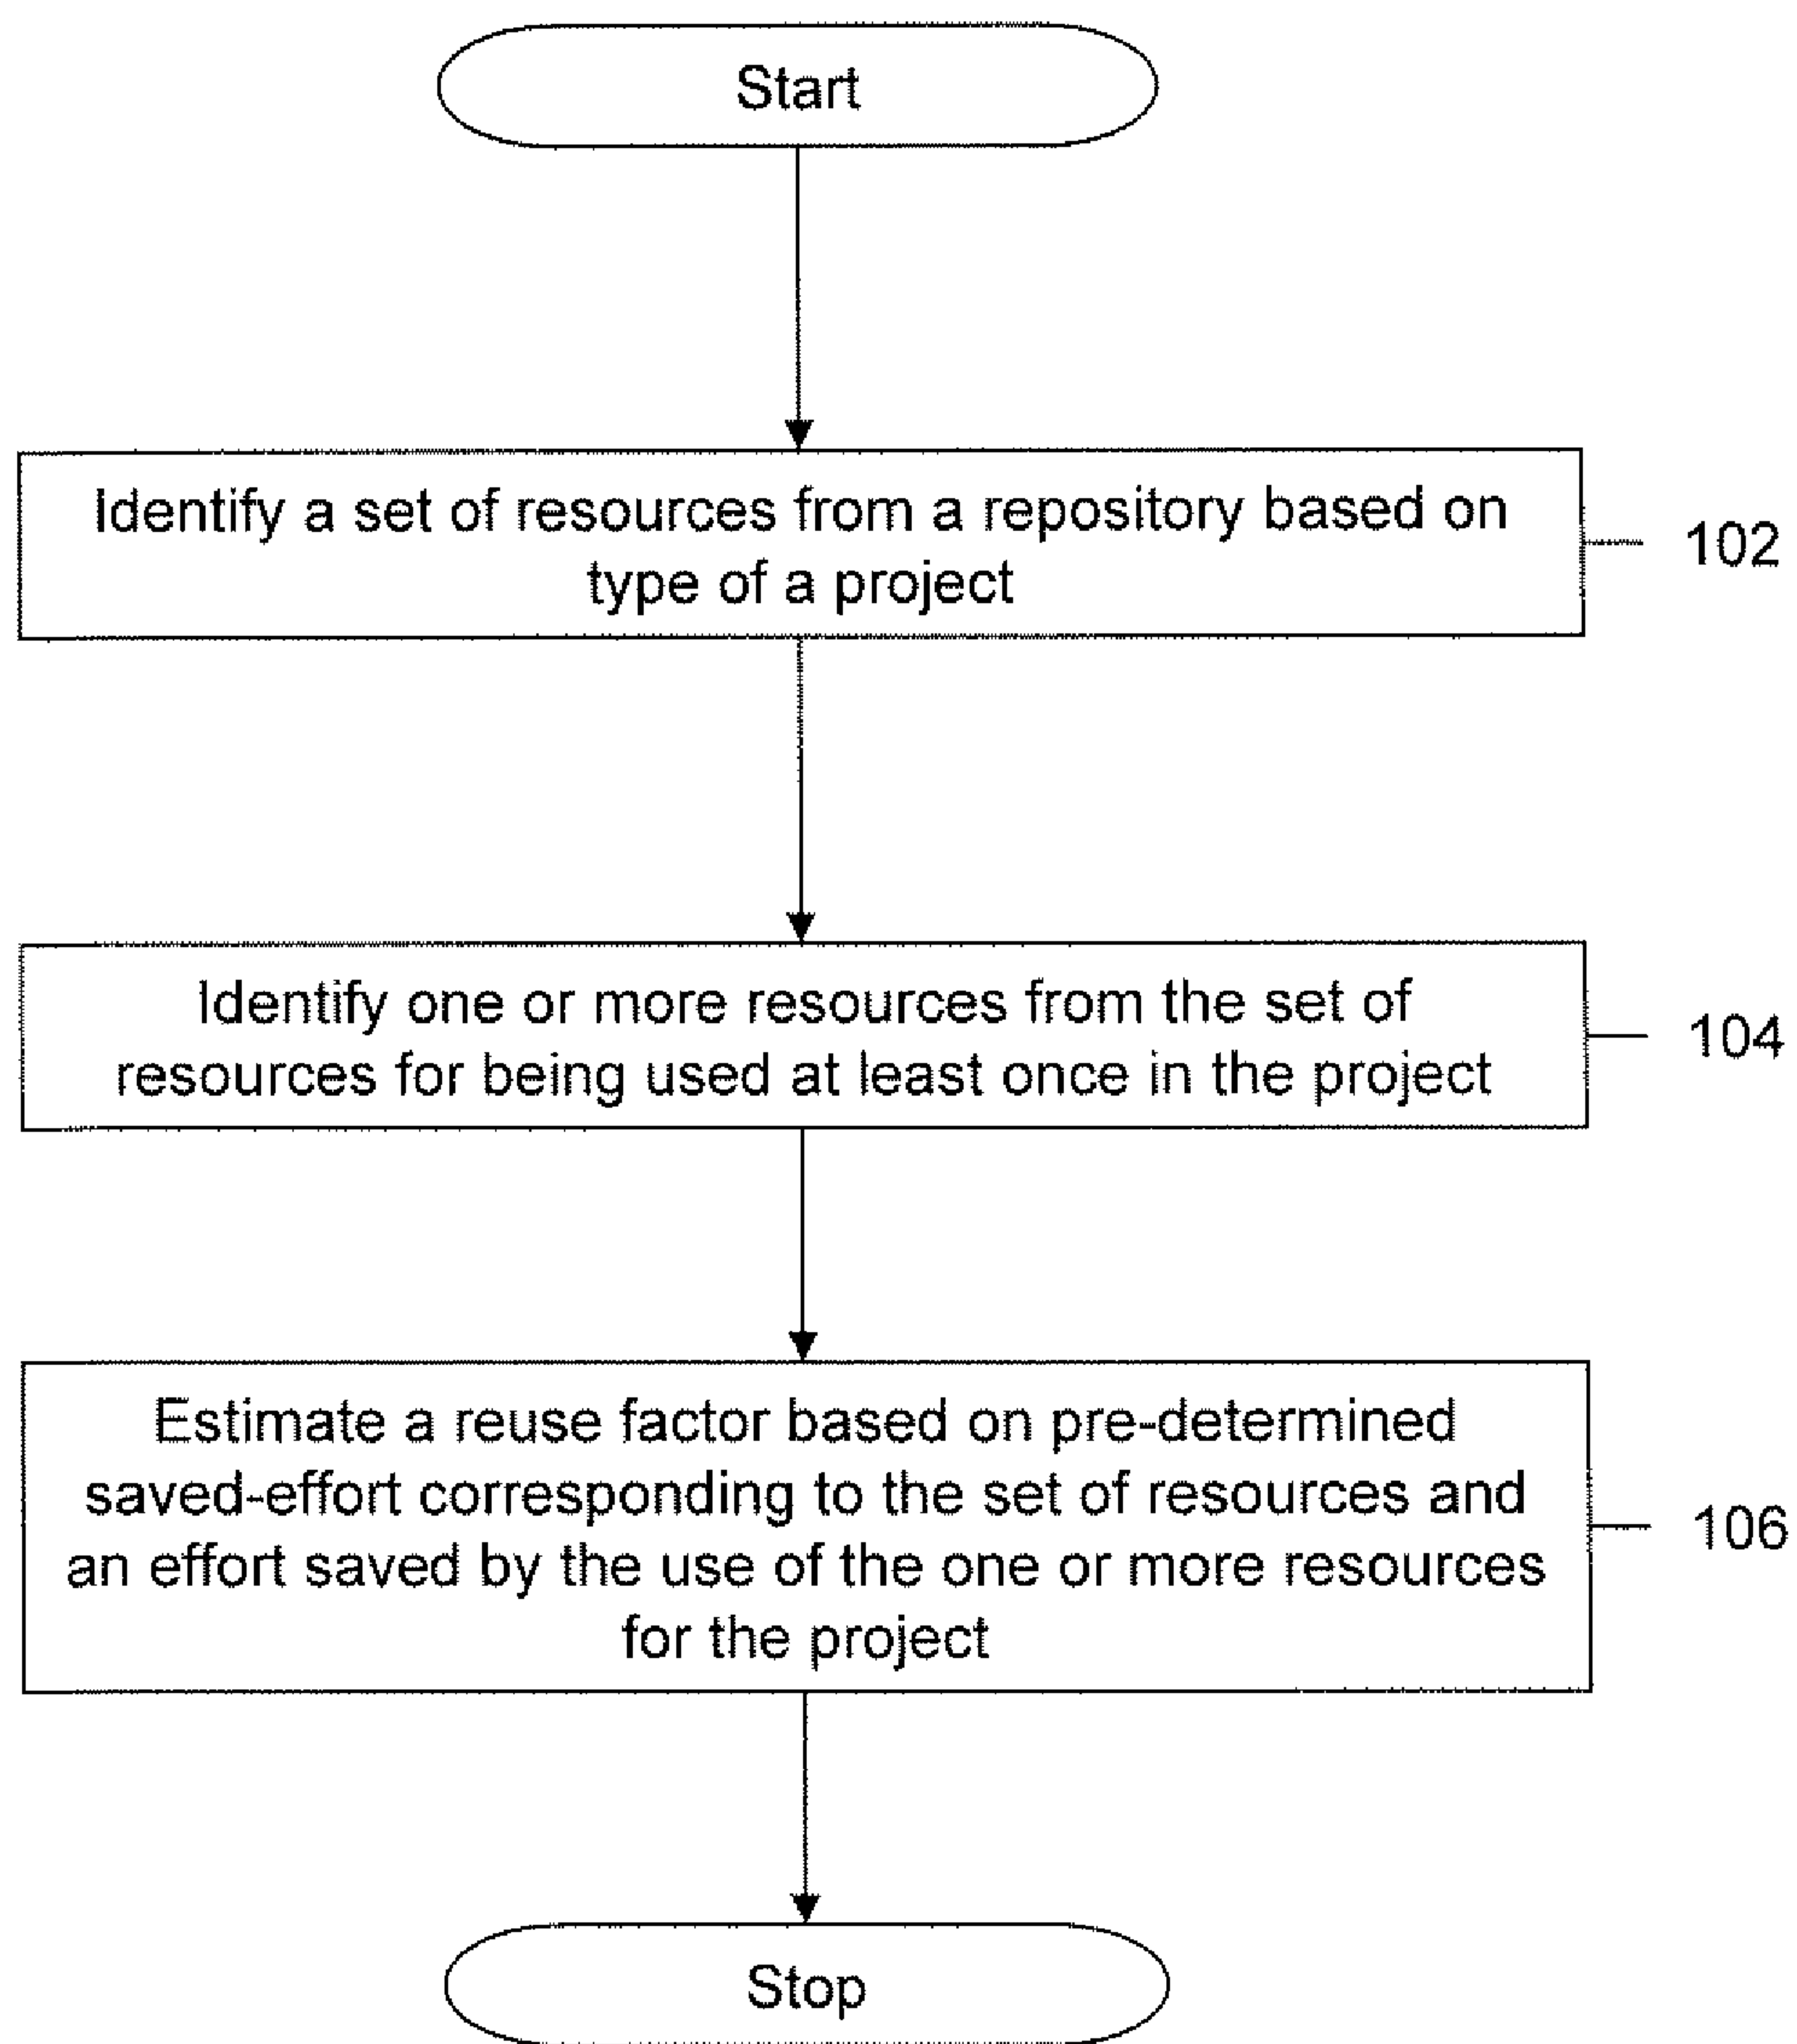 Start
Identify a set of resources from a repository based on
type of a project
102
Identify one or more resources from the set of
resources for being used at least once in the project
104
Estimate a reuse factor based on pre-determined
saved-effort corresponding to the set of resources and
an effort saved by the use of the one or more resources
for the project
106
Stop